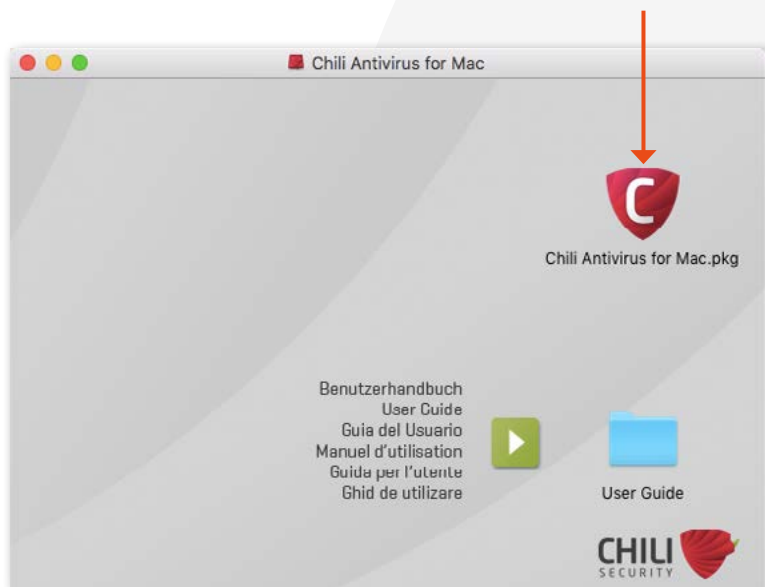 Chili Antivirus for Mac
C
Chili Antivirus for Mac.pkg
Benutzerhandbuch
User Guide
Guia del Usuario
Manuel d'utilisation
Guida per l'utente
Ghid de utilizare
User Guide
CHILI
SECURITY